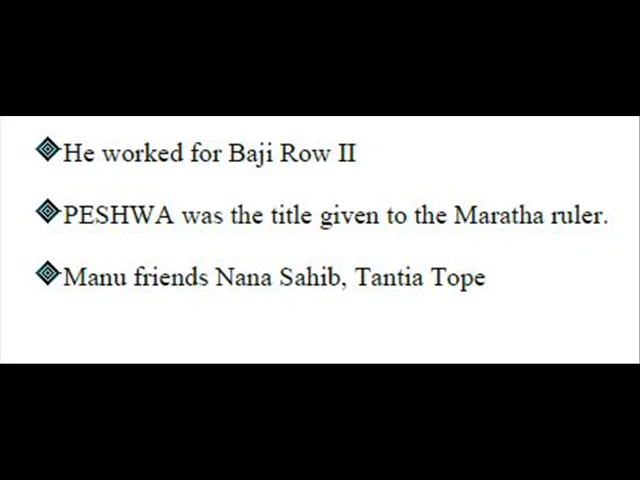 He worked for Baji Row II
PESHWA was the title given to the Maratha ruler.
Manu friends Nana Sahib, Tantia Tope